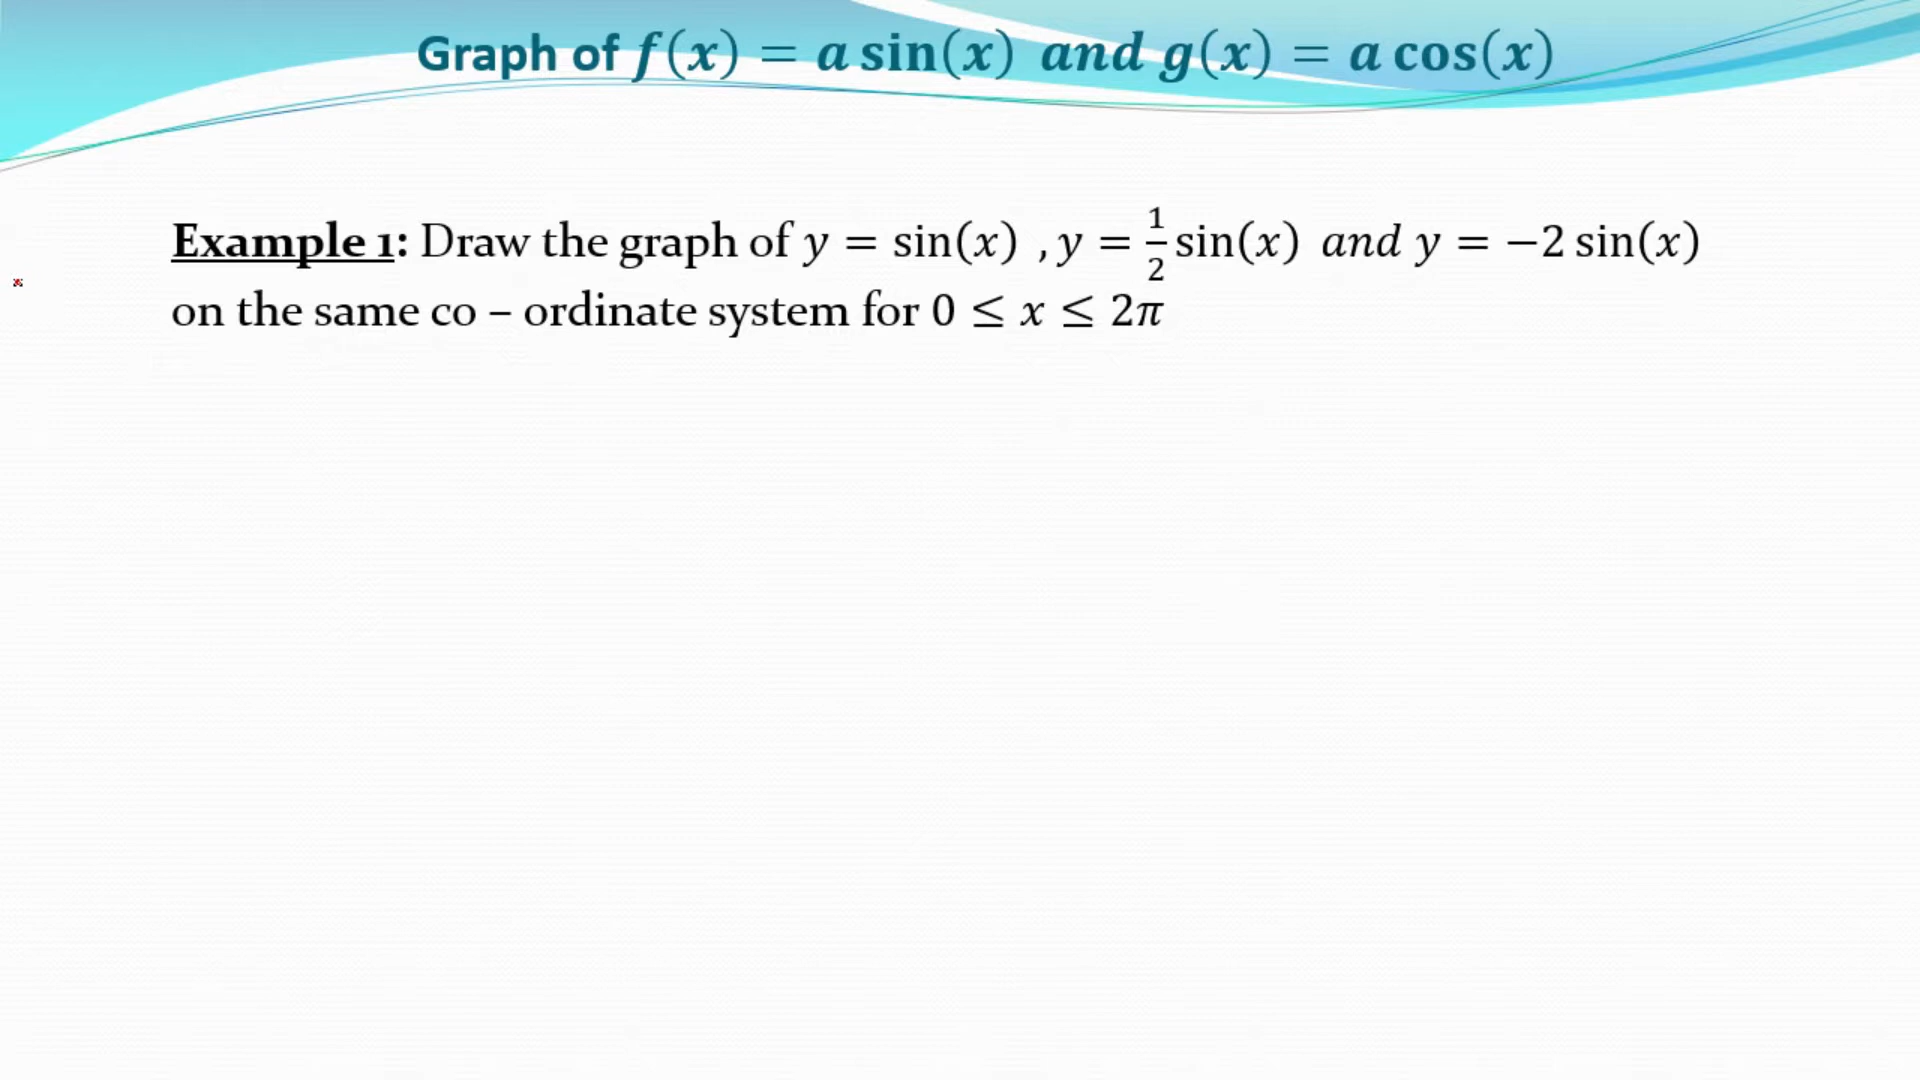 Graph of f(x) = a sin(x) and g(x) = a cos(x)
Example 1: Draw the graph of y = sin(x) , y = 1/2 sin(x) and y = −2 sin(x)
on the same co – ordinate system for 0 ≤ x ≤ 2π